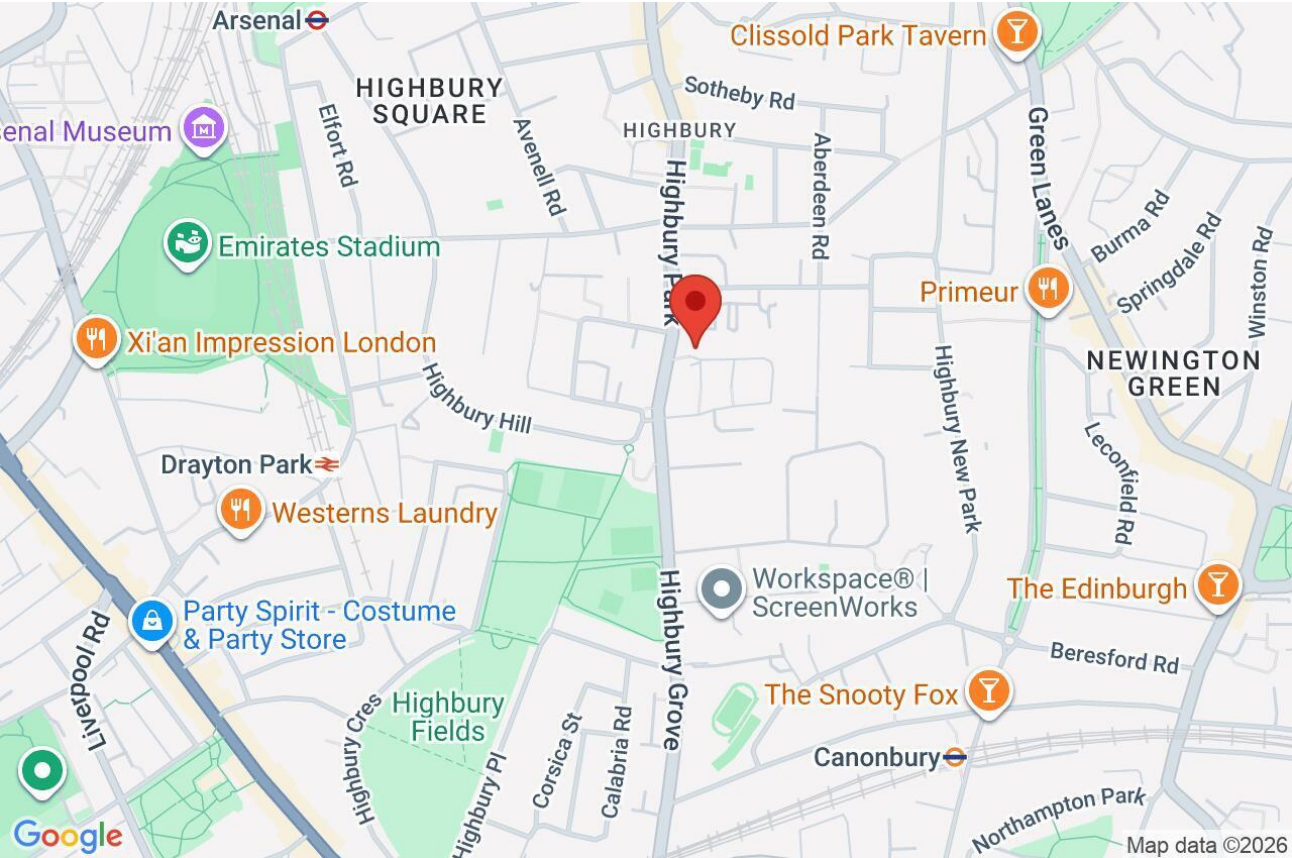 Arsenal
Clissold Park Tavern
HIGHBURY
SQUARE
Sotheby Rd
senal Museum
HIGHBURY
Elfort Rd
Avenell Rd
Highbury Park
Aberdeen Rd
Green Lanes
Burma Rd
Springdale Rd
Winston Rd
Emirates Stadium
Primeur
Xi'an Impression London
Highbury Hill
Highbury New Park
NEWINGTON
GREEN
Leconfield Rd
Drayton Park
Westerns Laundry
Workspace® |
ScreenWorks
The Edinburgh
Party Spirit - Costume
& Party Store
Liverpool Rd
Highbury Grove
Beresford Rd
Highbury
Fields
The Snooty Fox
Highbury Cres
Highbury Pl
Corsica St
Calabria Rd
Canonbury
Northampton Park
Google
Map data ©2026